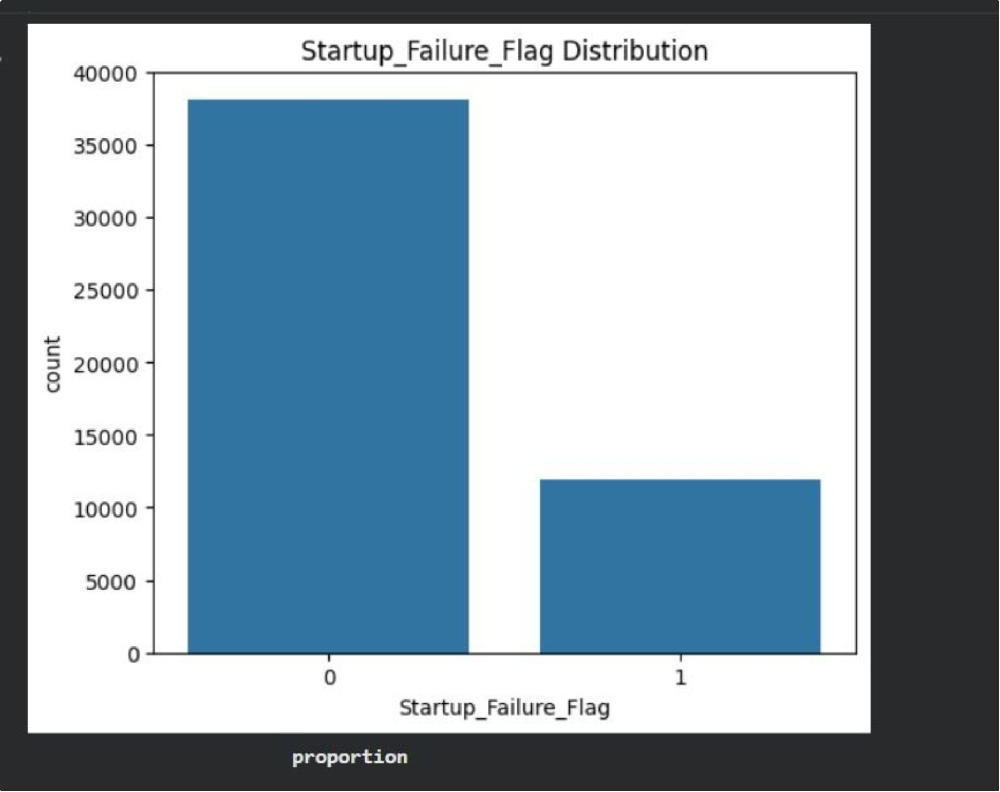 Startup_Failure_Flag Distribution
40000
35000
30000
25000
20000
15000
10000
5000
0
count
0 1
Startup_Failure_Flag
proportion